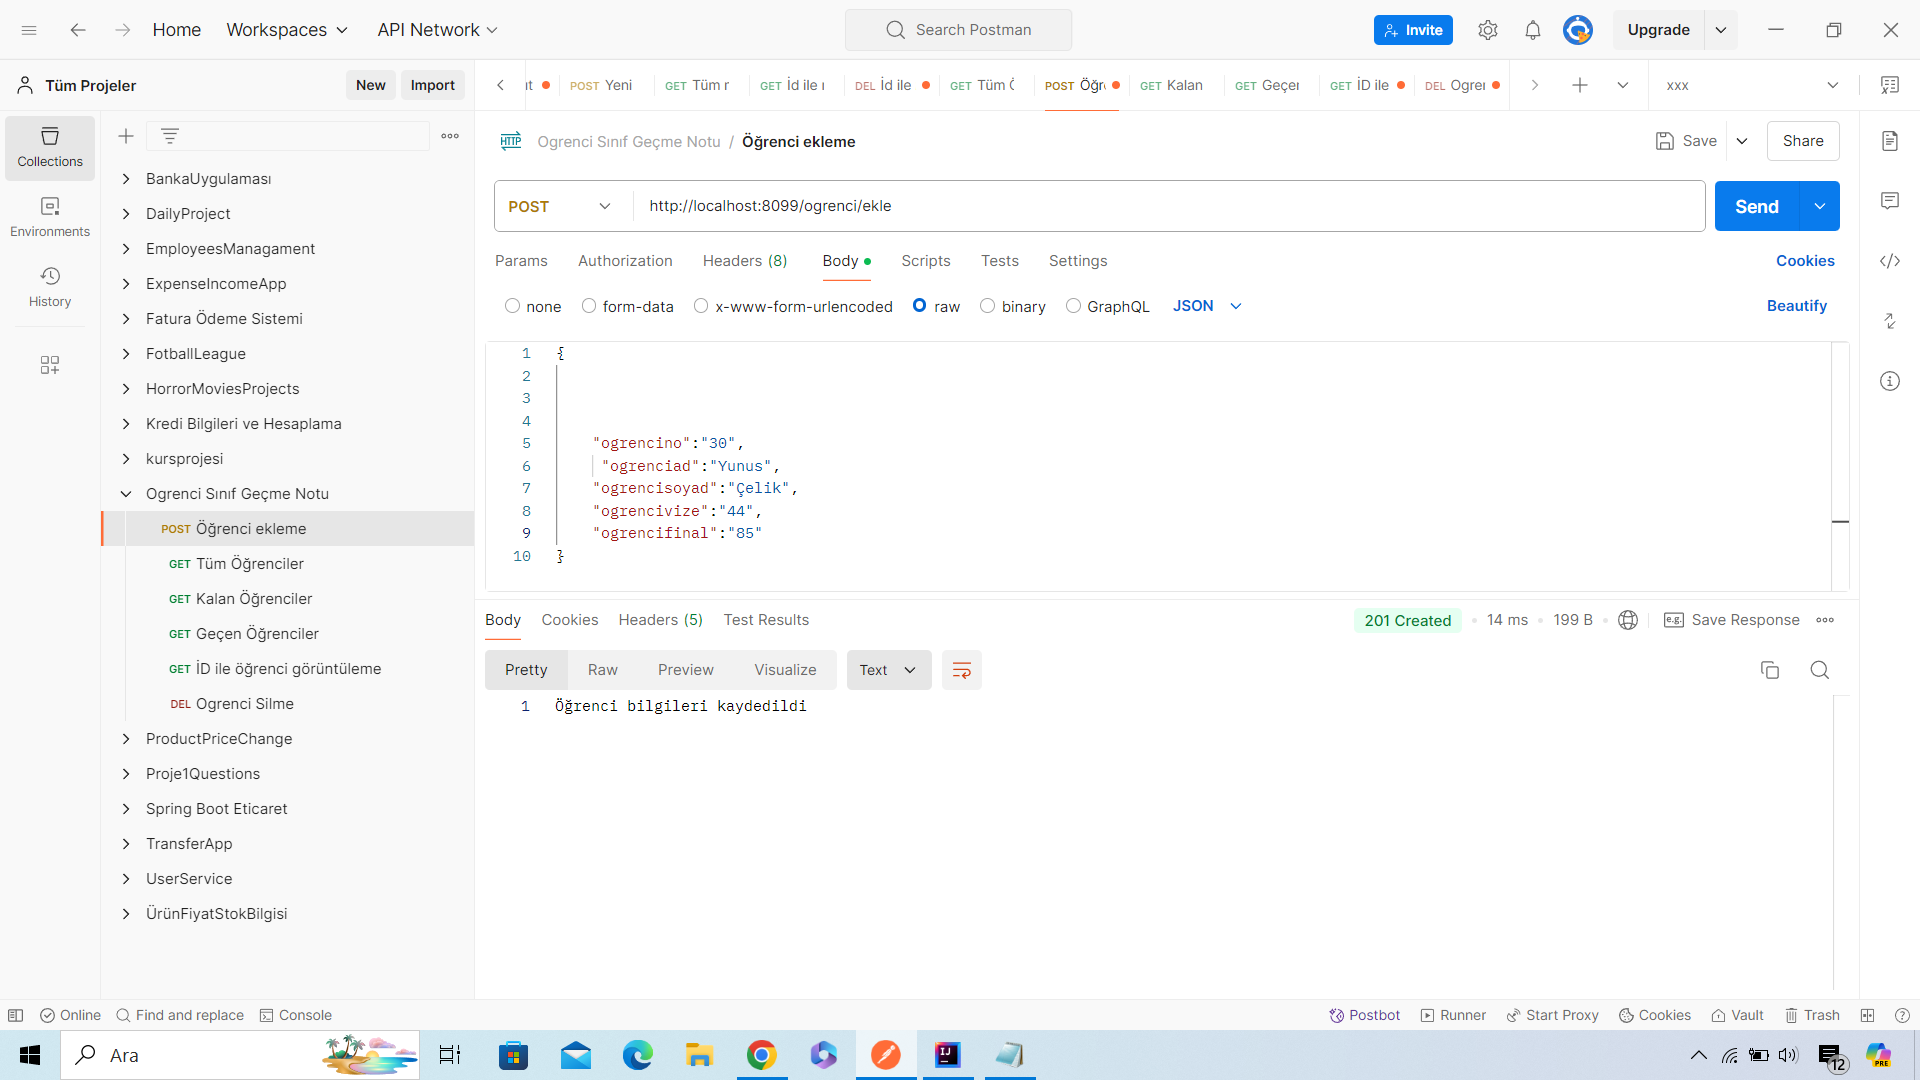 Home Workspaces API Network Search Postman Invite Upgrade
Tüm Projeler New Import
POST Yeni GET Tüm r GET İd ile DEL İd ile GET Tüm POST Öğr GET Kalan GET Geçer GET İD ile DEL Ogrer xxx
Collections
Environments
History
BankaUygulaması
DailyProject
EmployeesManagament
ExpenseIncomeApp
Fatura Ödeme Sistemi
FotballLeague
HorrorMoviesProjects
Kredi Bilgileri ve Hesaplama
kursprojesi
Ogrenci Sınıf Geçme Notu
POST Öğrenci ekleme
GET Tüm Öğrenciler
GET Kalan Öğrenciler
GET Geçen Öğrenciler
GET İD ile öğrenci görüntüleme
DEL Ogrenci Silme
ProductPriceChange
Proje1Questions
Spring Boot Eticaret
TransferApp
UserService
ÜrünFiyatStokBilgisi
HTTP Ogrenci Sınıf Geçme Notu / Öğrenci ekleme Save Share
POST http://localhost:8099/ogrenci/ekle Send
Params Authorization Headers (8) Body Scripts Tests Settings Cookies
none form-data x-www-form-urlencoded raw binary GraphQL JSON Beautify
1 {
2
3
4
5 "ogrencino":"30",
6 "ogrenciad":"Yunus",
7 "ogrencisoyad":"Çelik",
8 "ogrencivize":"44",
9 "ogrencifinal":"85"
10 }
Body Cookies Headers (5) Test Results 201 Created 14 ms 199 B e.g. Save Response
Pretty Raw Preview Visualize Text
1 Öğrenci bilgileri kaydedildi
Online Find and replace Console Postbot Runner Start Proxy Cookies Vault Trash
Ara IJ 12 PRE